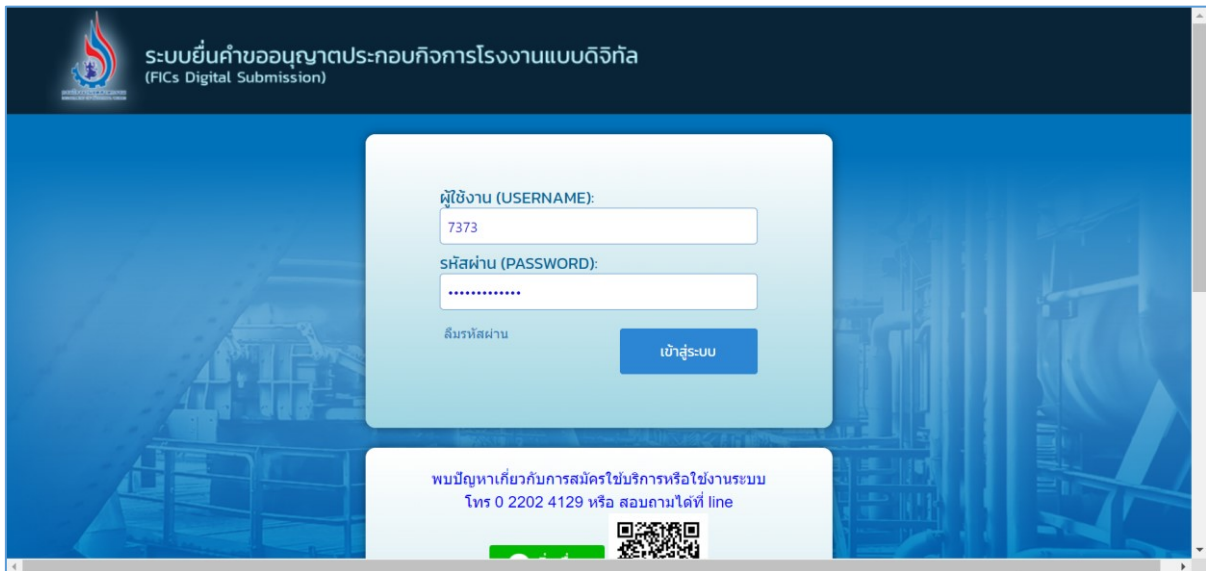 ระบบยื่นคำขออนุญาตประกอบกิจการโรงงานแบบดิจิทัล
(FICs Digital Submission)
ผู้ใช้งาน (USERNAME):
7373
รหัสผ่าน (PASSWORD):
•••••••••••••
ลืมรหัสผ่าน
เข้าสู่ระบบ
พบปัญหาเกี่ยวกับการสมัครใช้บริการหรือใช้งานระบบ
โทร 0 2202 4129 หรือ สอบถามได้ที่ line